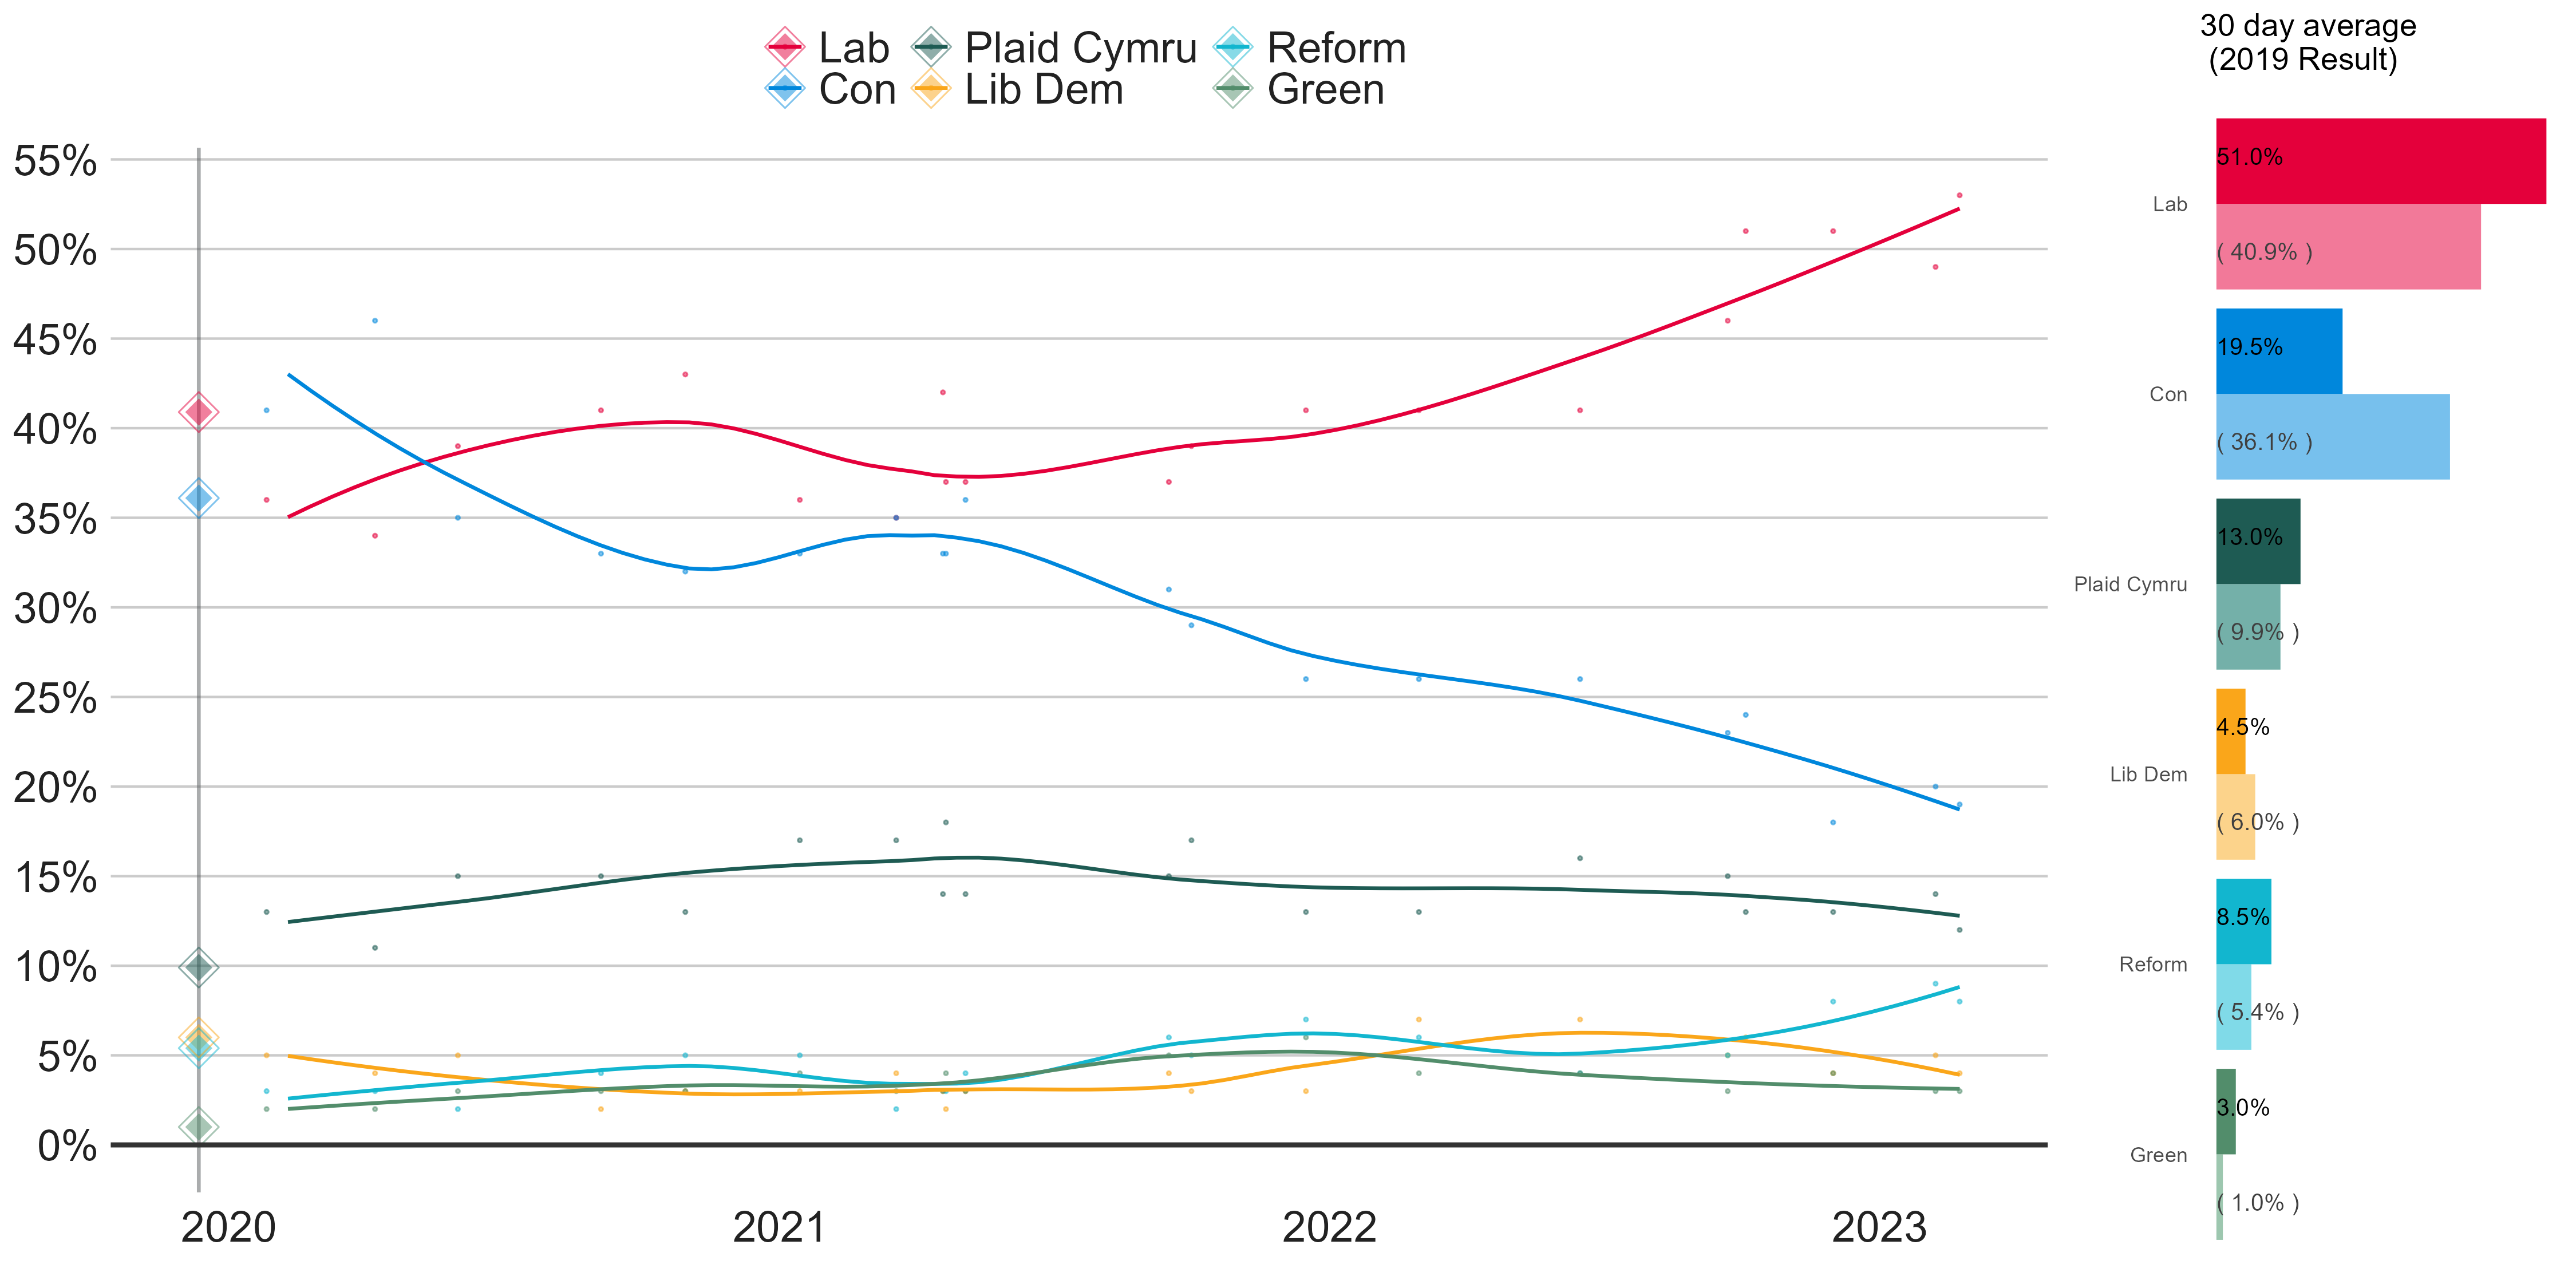 Lab Plaid Cymru Reform
Con Lib Dem Green
30 day average
(2019 Result)
55%
50%
45%
40%
35%
30%
25%
20%
15%
10%
5%
0%
2020 2021 2022 2023
51.0%
Lab
( 40.9% )
19.5%
Con
( 36.1% )
13.0%
Plaid Cymru
( 9.9% )
4.5%
Lib Dem
( 6.0% )
8.5%
Reform
( 5.4% )
3.0%
Green
( 1.0% )